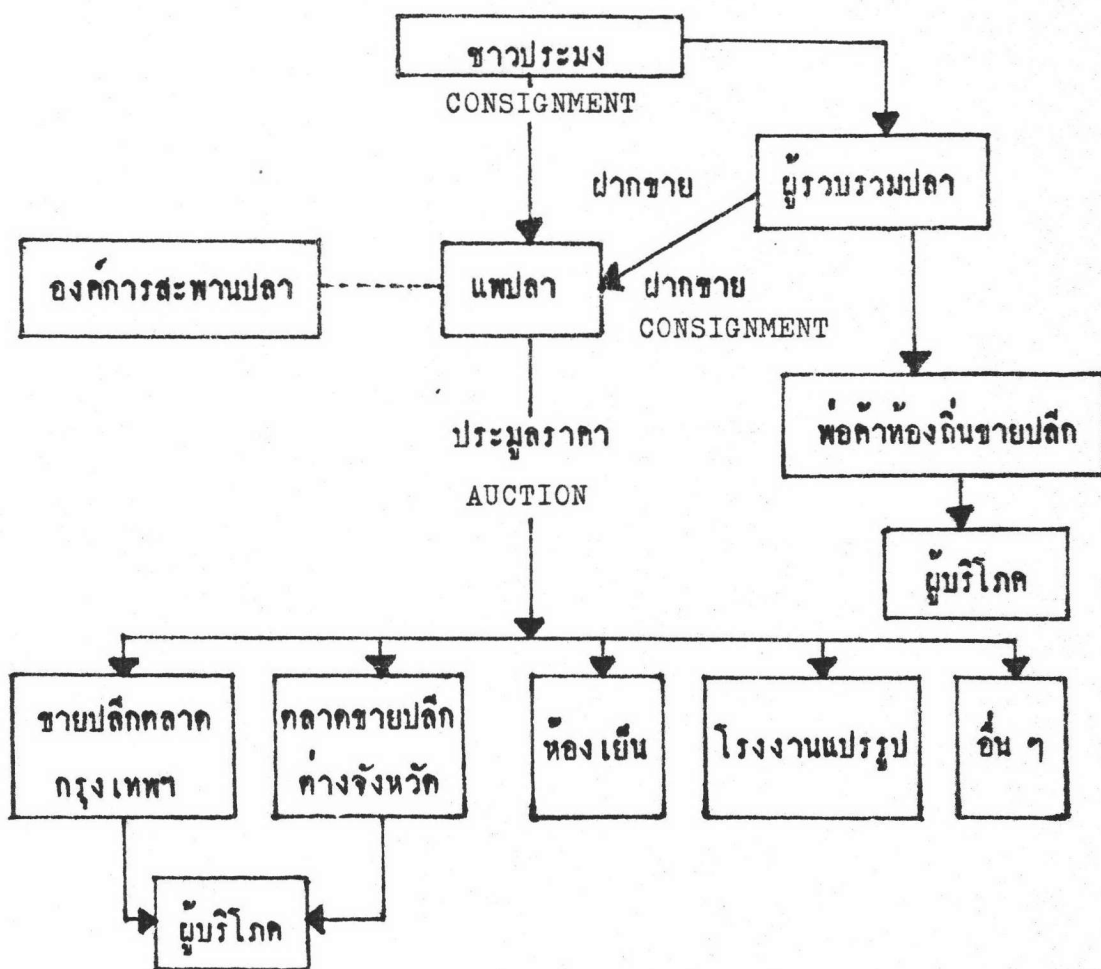 ชาวประมง
CONSIGNMENT
ฝากขาย
ผู้รวบรวมปลา
องค์การสะพานปลา
แพปลา
ฝากขาย
CONSIGNMENT
ประมูลราคา
AUCTION
พ่อค้าท้องถิ่นขายปลีก
ผู้บริโภค
ขายปลีกตลาด
กรุงเทพฯ
ตลาดขายปลีก
ต่างจังหวัด
ห้องเย็น
โรงงานแปรรูป
อื่น ๆ
ผู้บริโภค